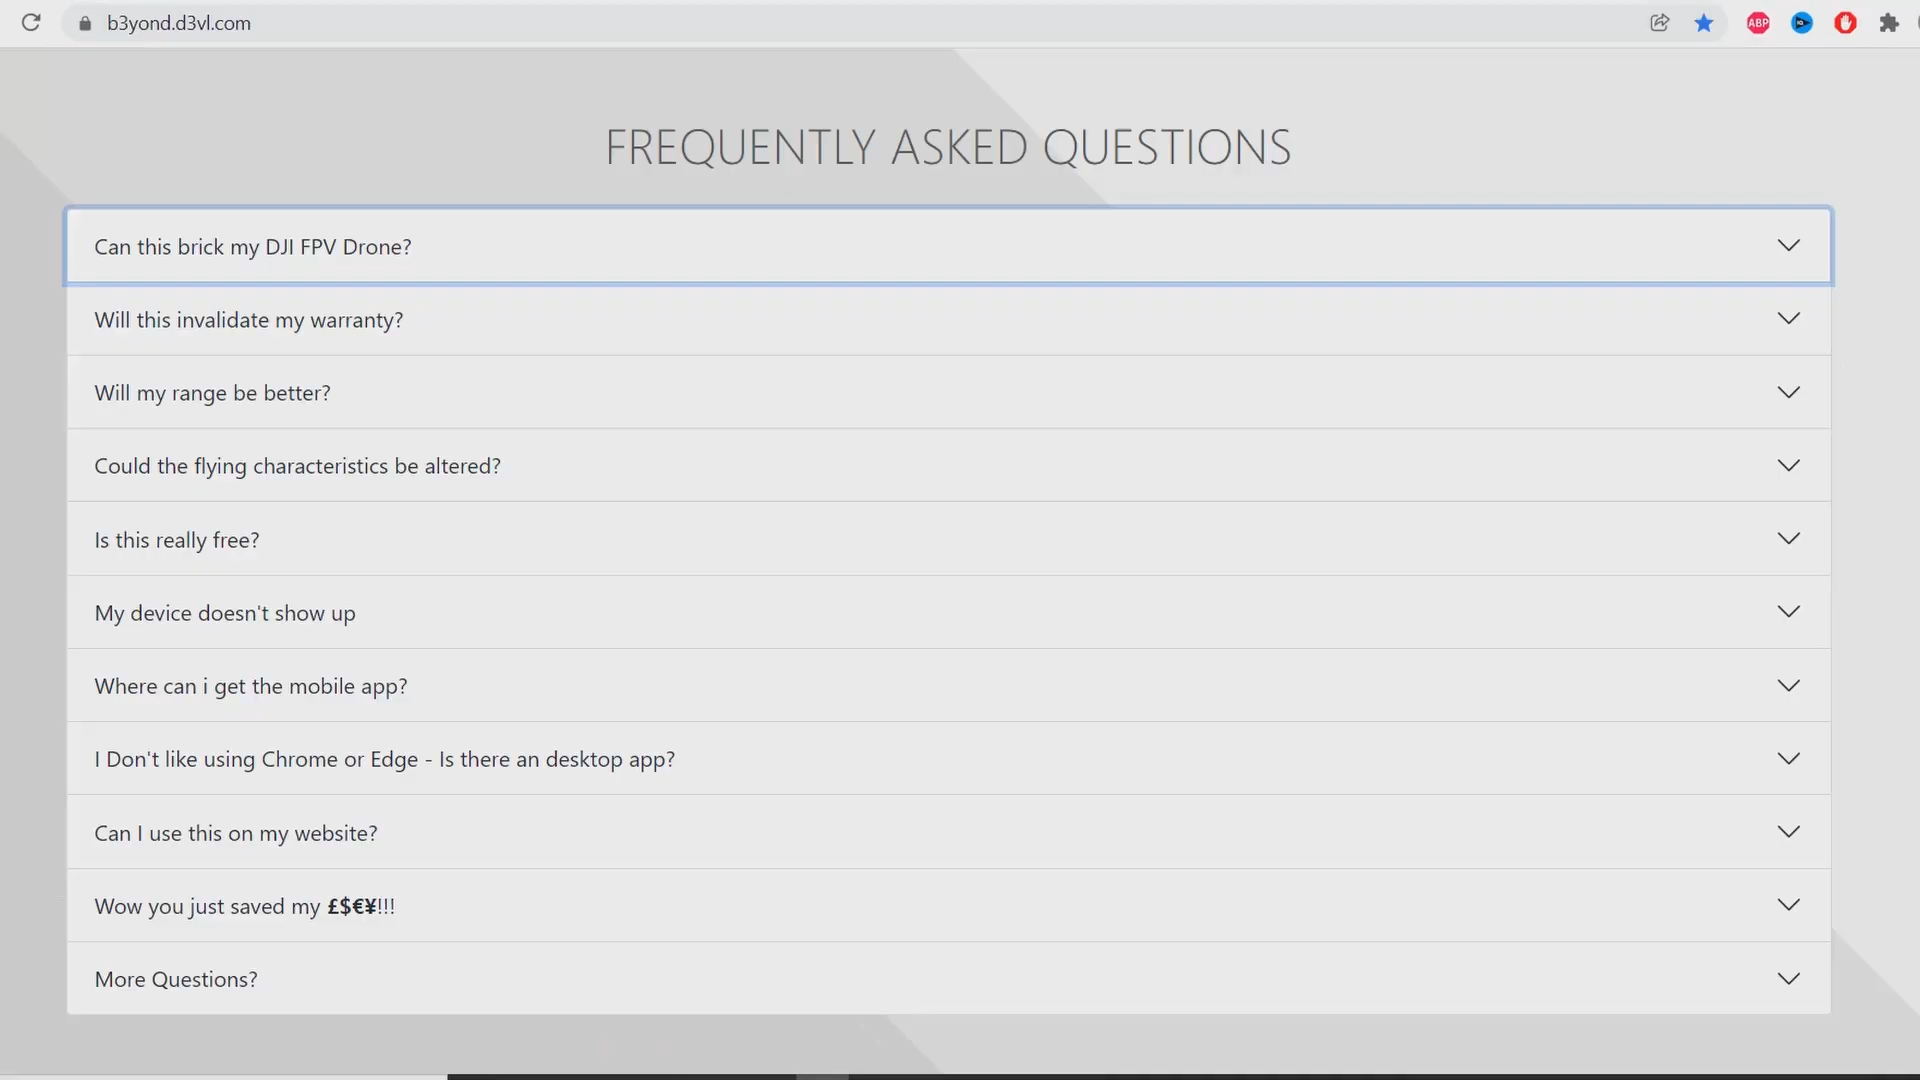 b3yond.d3vl.com
ABP
FREQUENTLY ASKED QUESTIONS
Can this brick my DJI FPV Drone?
Will this invalidate my warranty?
Will my range be better?
Could the flying characteristics be altered?
Is this really free?
My device doesn't show up
Where can i get the mobile app?
I Don't like using Chrome or Edge - Is there an desktop app?
Can I use this on my website?
Wow you just saved my £$€¥!!!
More Questions?